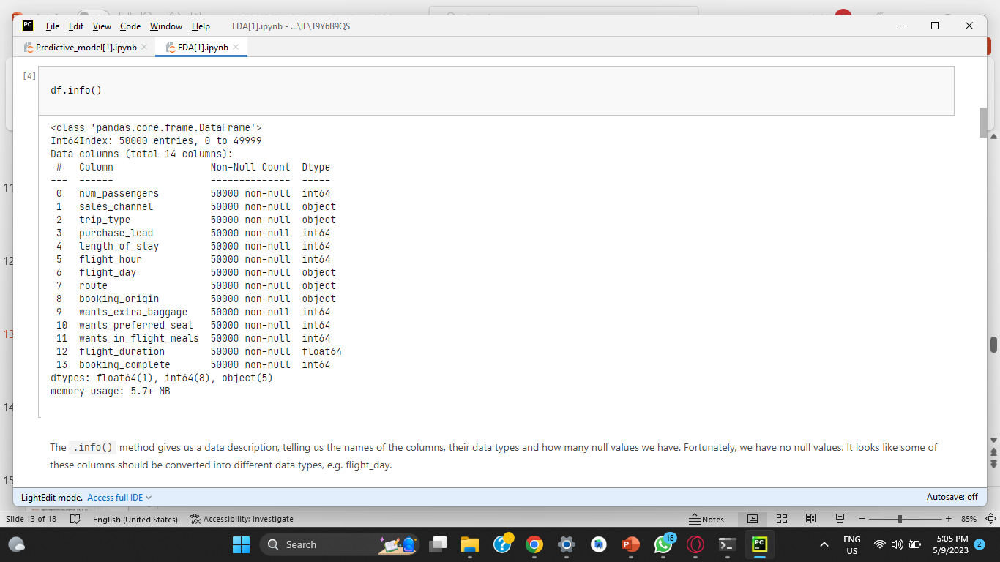 PC File Edit View Code Window Help EDA[1].ipynb - ...\IE\T9Y6B9QS
Predictive_model[1].ipynb EDA[1].ipynb
[4]
df.info()
<class 'pandas.core.frame.DataFrame'>
Int64Index: 50000 entries, 0 to 49999
Data columns (total 14 columns):
 #   Column                 Non-Null Count  Dtype
---  ------                 --------------  -----
 0   num_passengers         50000 non-null  int64
 1   sales_channel          50000 non-null  object
 2   trip_type              50000 non-null  object
 3   purchase_lead          50000 non-null  int64
 4   length_of_stay         50000 non-null  int64
 5   flight_hour            50000 non-null  int64
 6   flight_day             50000 non-null  object
 7   route                  50000 non-null  object
 8   booking_origin         50000 non-null  object
 9   wants_extra_baggage    50000 non-null  int64
 10  wants_preferred_seat   50000 non-null  int64
 11  wants_in_flight_meals  50000 non-null  int64
 12  flight_duration        50000 non-null  float64
 13  booking_complete       50000 non-null  int64
dtypes: float64(1), int64(8), object(5)
memory usage: 5.7+ MB
The .info() method gives us a data description, telling us the names of the columns, their data types and how many null values we have. Fortunately, we have no null values. It looks like some of
these columns should be converted into different data types, e.g. flight_day.
11
12
13
14
15
LightEdit mode. Access full IDE Autosave: off
Slide 13 of 18 English (United States) Accessibility: Investigate Notes 85%
Search 18 PC ENG 5:05 PM
US 5/9/2023 2